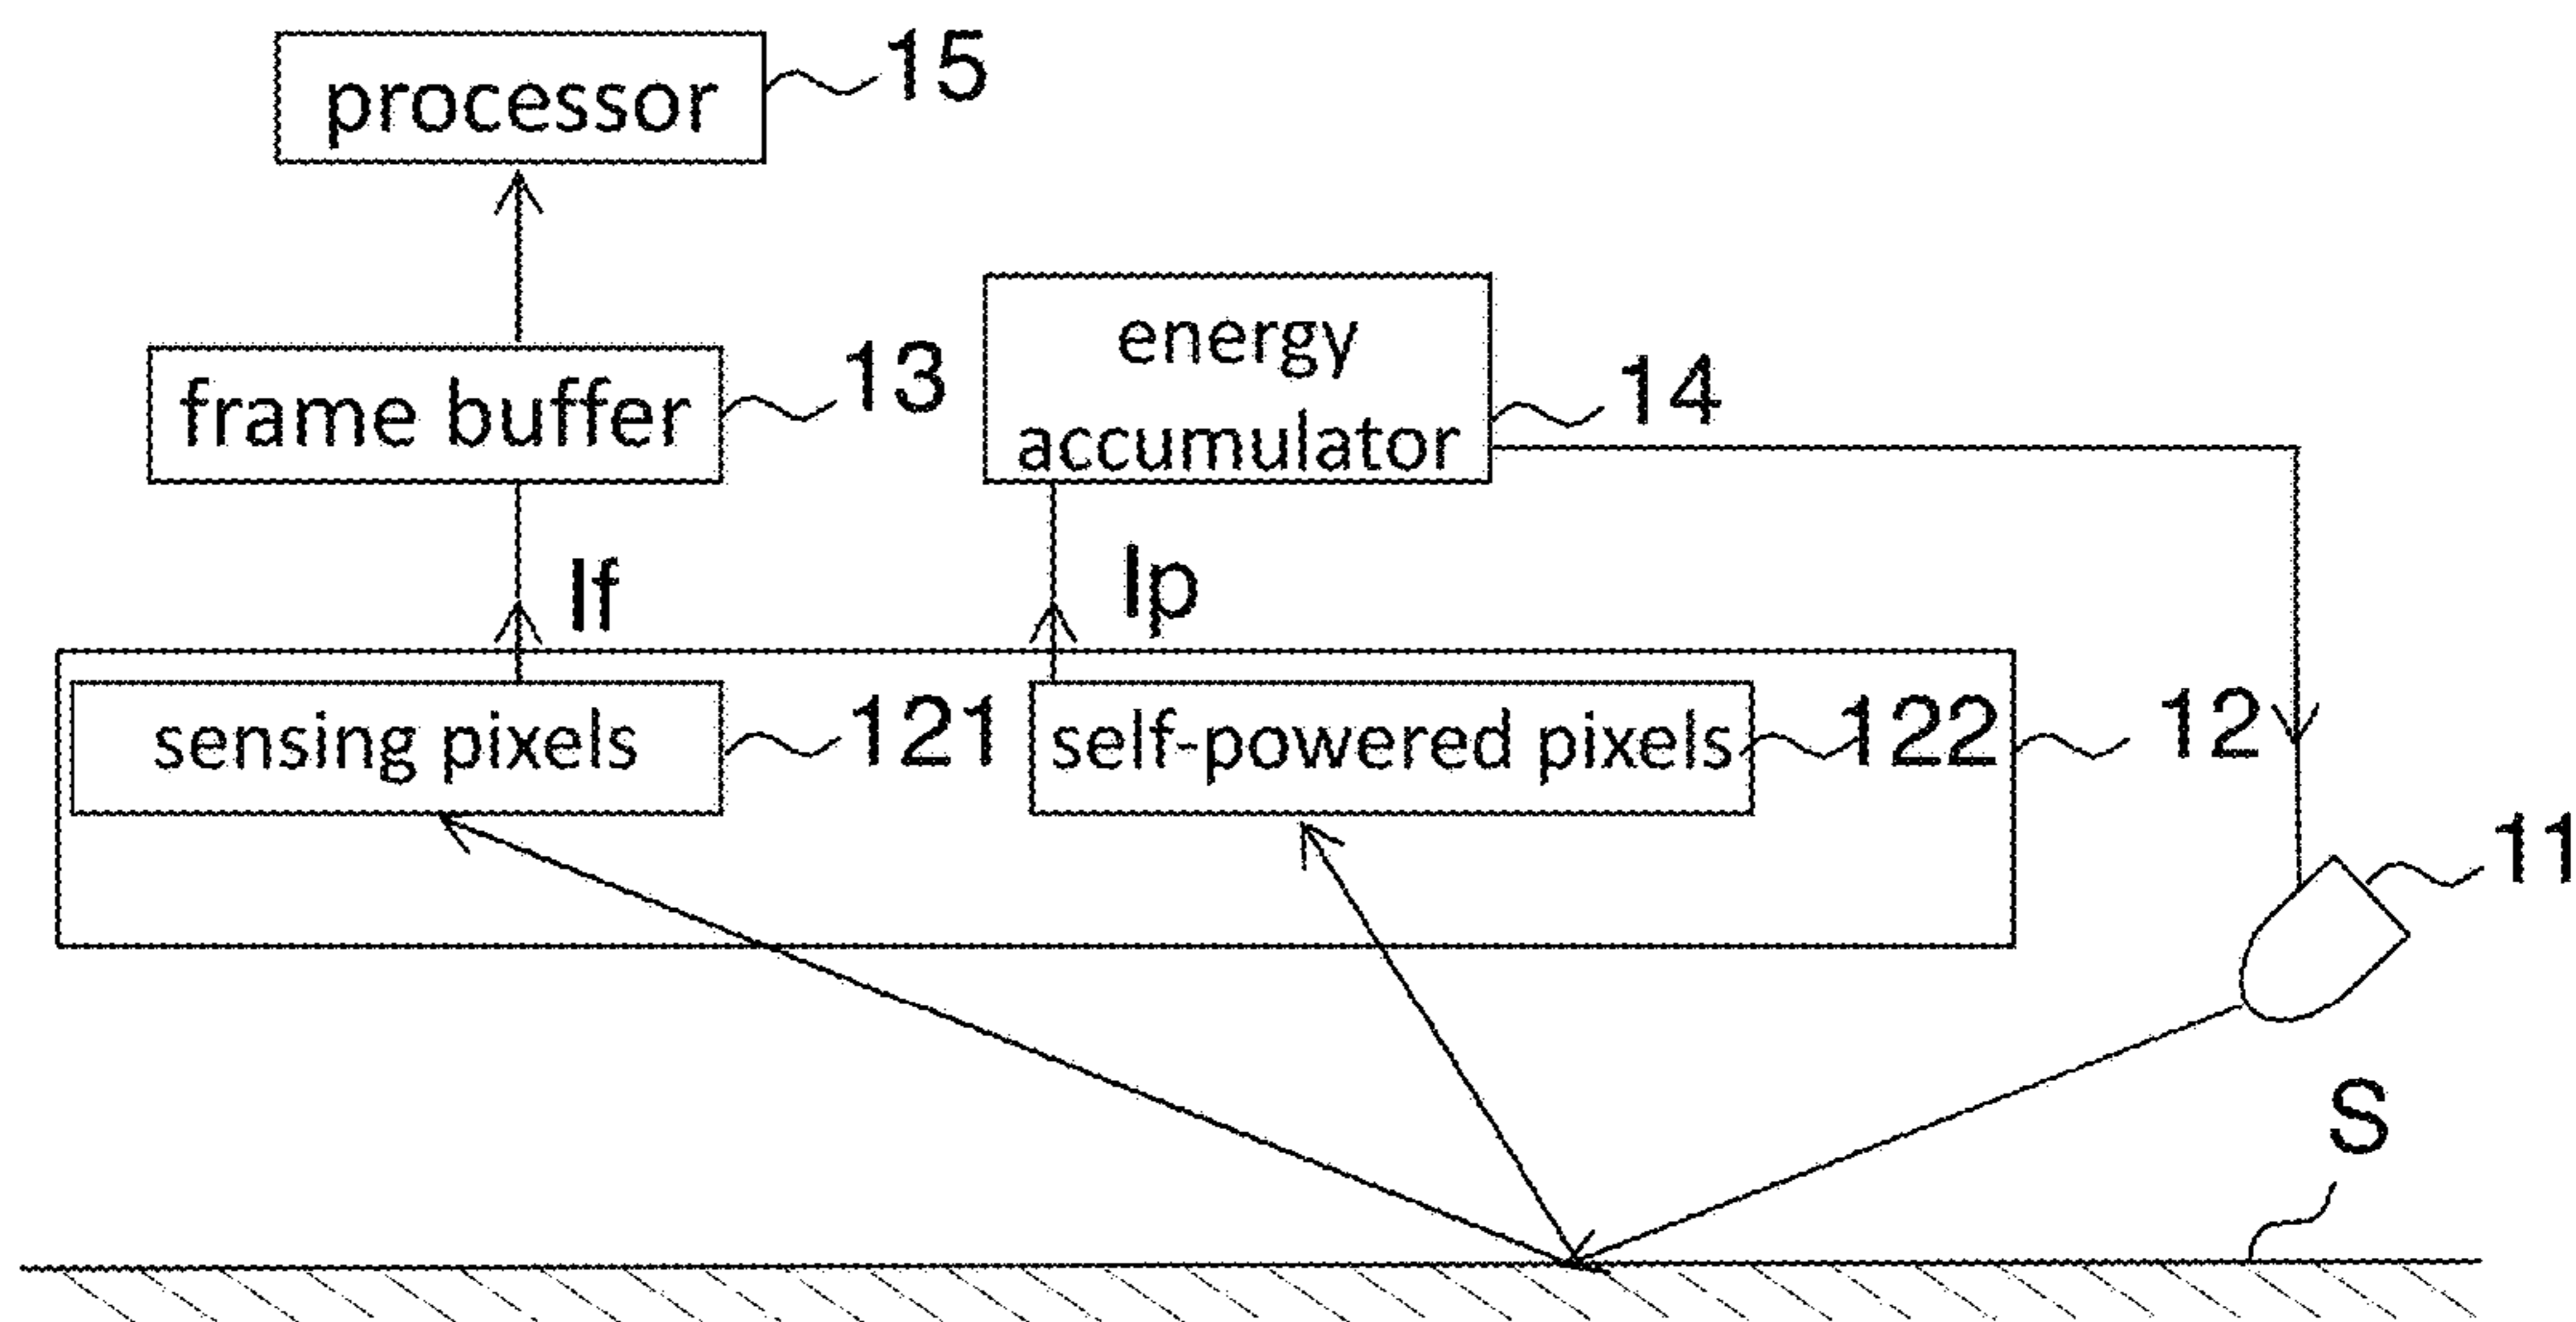 processor
15
frame buffer
13
energy
accumulator
14
If
Ip
sensing pixels
121
self-powered pixels
122
12
11
S